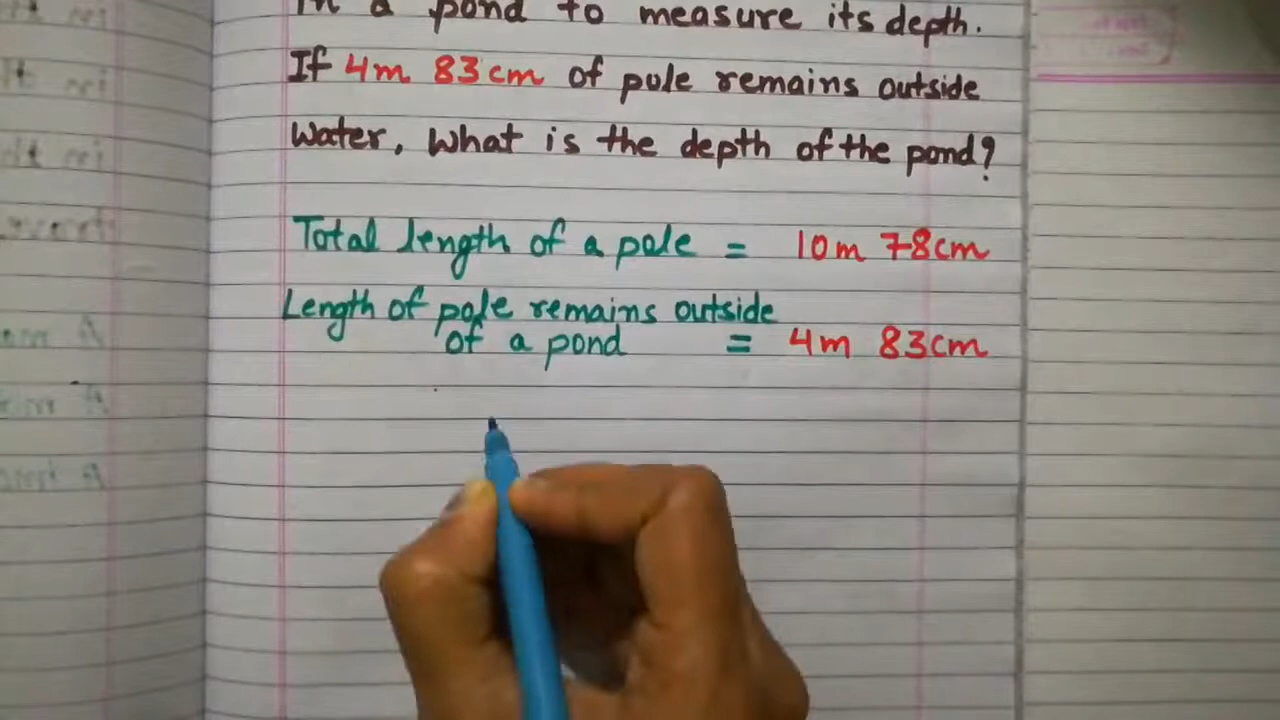 In a pond to measure its depth.
If 4m 83cm of pole remains outside
Water, What is the depth of the pond?
Total length of a pole = 10m 78cm
Length of pole remains outside
of a pond = 4m 83cm